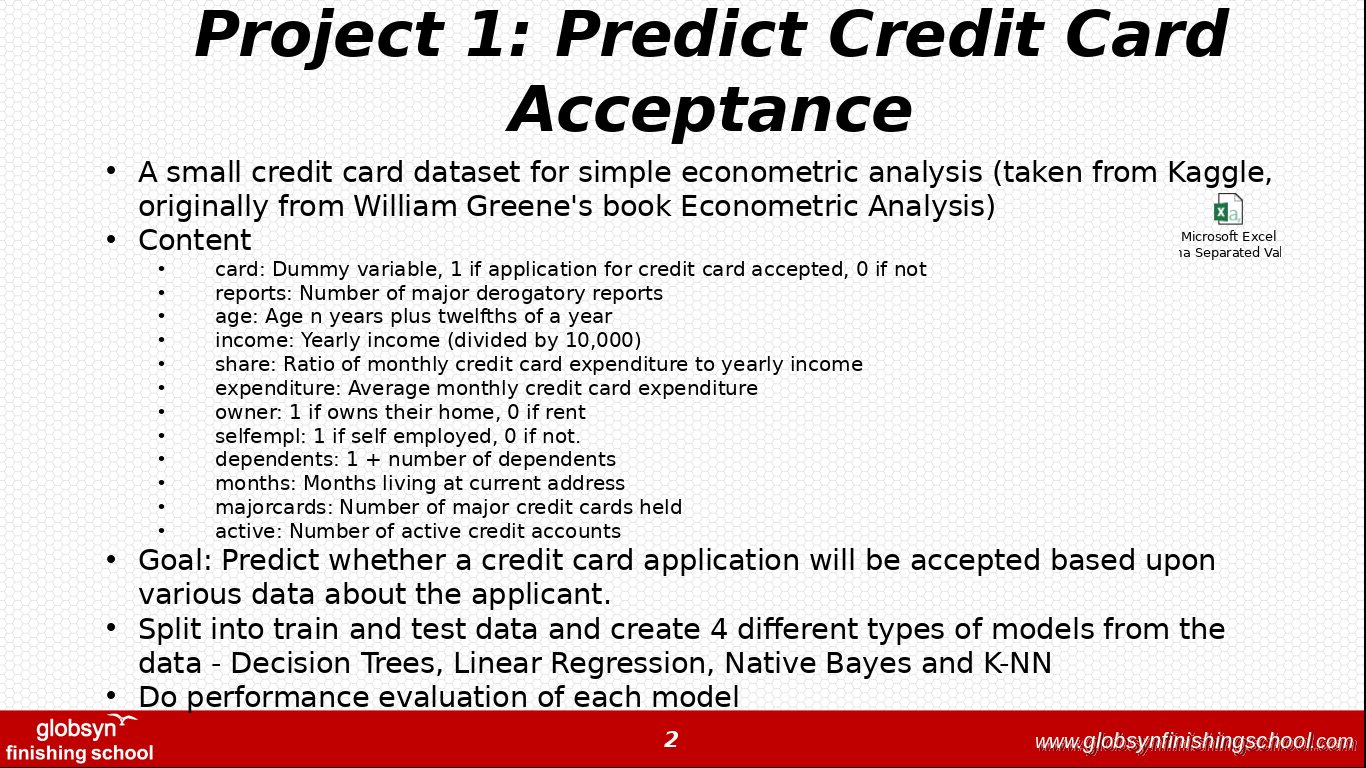 Project 1: Predict Credit Card
Acceptance
• A small credit card dataset for simple econometric analysis (taken from Kaggle,
originally from William Greene's book Econometric Analysis)
Microsoft Excel
Separated Val
• Content
• card: Dummy variable, 1 if application for credit card accepted, 0 if not
• reports: Number of major derogatory reports
• age: Age n years plus twelfths of a year
• income: Yearly income (divided by 10,000)
• share: Ratio of monthly credit card expenditure to yearly income
• expenditure: Average monthly credit card expenditure
• owner: 1 if owns their home, 0 if rent
• selfempl: 1 if self employed, 0 if not.
• dependents: 1 + number of dependents
• months: Months living at current address
• majorcards: Number of major credit cards held
• active: Number of active credit accounts
• Goal: Predict whether a credit card application will be accepted based upon
various data about the applicant.
• Split into train and test data and create 4 different types of models from the
data - Decision Trees, Linear Regression, Native Bayes and K-NN
• Do performance evaluation of each model
globsyn
finishing school
2
www.globsynfinishingschool.com